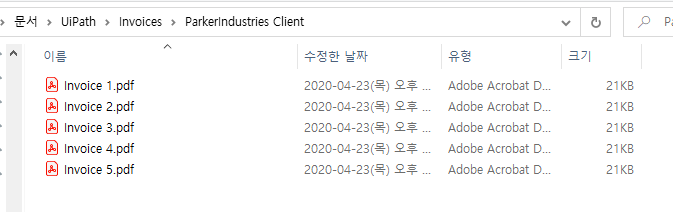 문서 > UiPath > Invoices > ParkerIndustries Client
이름 수정한 날짜 유형 크기
Invoice 1.pdf 2020-04-23(목) 오후 ... Adobe Acrobat D... 21KB
Invoice 2.pdf 2020-04-23(목) 오후 ... Adobe Acrobat D... 21KB
Invoice 3.pdf 2020-04-23(목) 오후 ... Adobe Acrobat D... 21KB
Invoice 4.pdf 2020-04-23(목) 오후 ... Adobe Acrobat D... 21KB
Invoice 5.pdf 2020-04-23(목) 오후 ... Adobe Acrobat D... 21KB